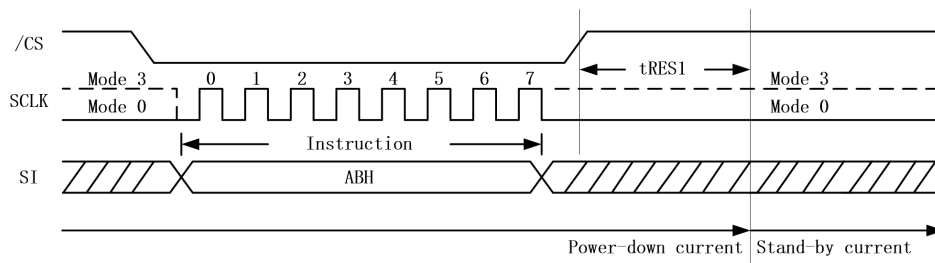 /CS
tRES1
Mode 3 0 1 2 3 4 5 6 7 Mode 3
SCLK
Mode 0 Mode 0
Instruction
SI ABH
Power-down current Stand-by current